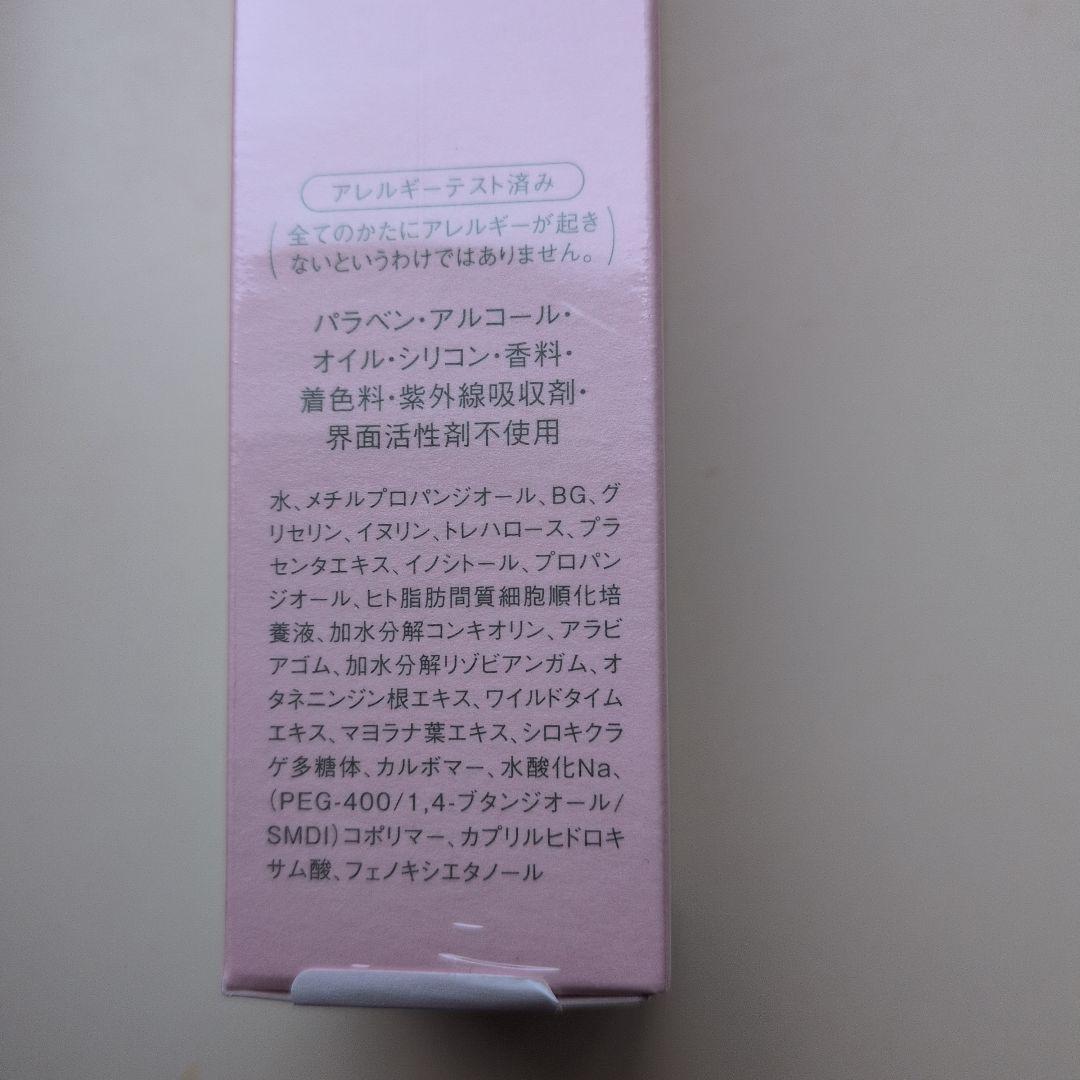 アレルギーテスト済み
(全てのかたにアレルギーが起き
ないというわけではありません。)
パラベン・アルコール・
オイル・シリコン・香料・
着色料・紫外線吸収剤・
界面活性剤不使用
水、メチルプロパンジオール、BG、グ
リセリン、イヌリン、トレハロース、プラ
センタエキス、イノシトール、プロパン
ジオール、ヒト脂肪間質細胞順化培
養液、加水分解コンキオリン、アラビ
アゴム、加水分解リゾビアンガム、オ
タネニンジン根エキス、ワイルドタイム
エキス、マヨラナ葉エキス、シロキクラ
ゲ多糖体、カルボマー、水酸化Na、
(PEG-400/1,4-ブタンジオール/
SMDI)コポリマー、カプリルヒドロキ
サム酸、フェノキシエタノール